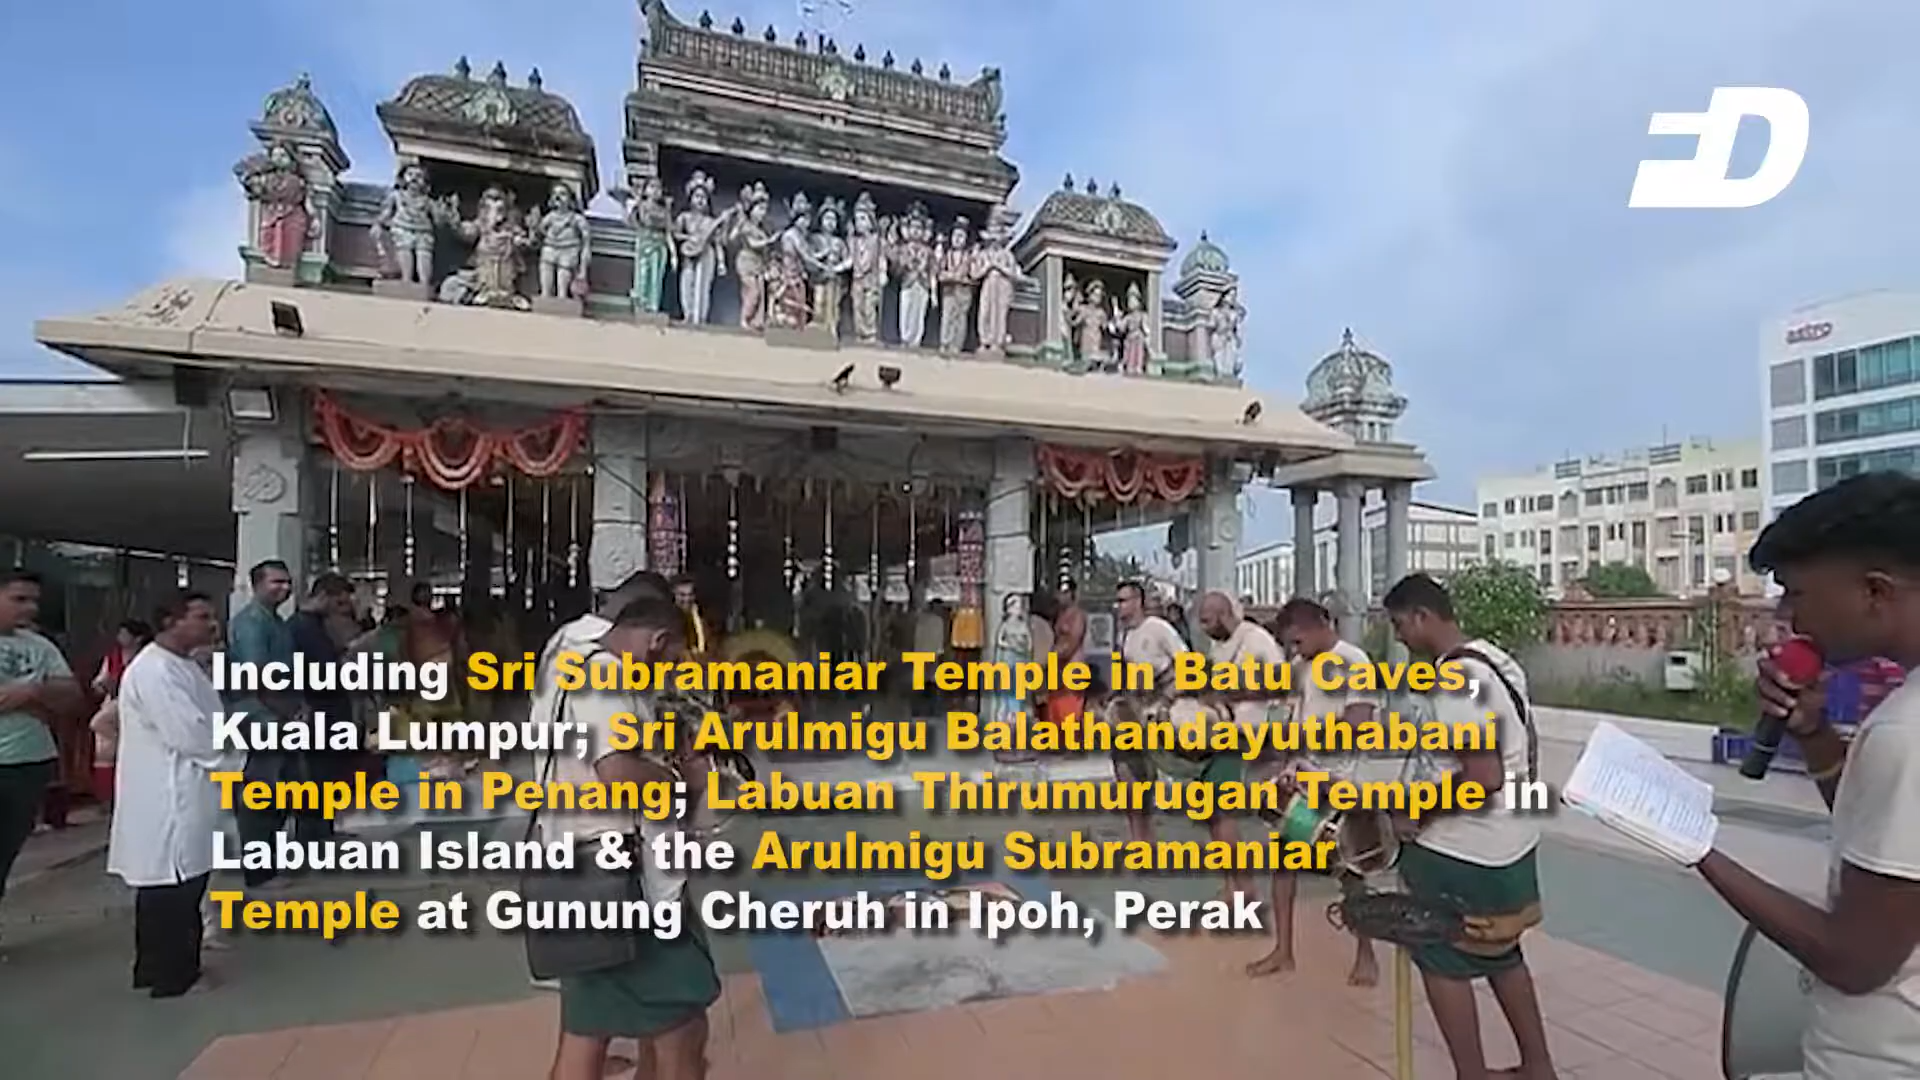 astro
Including Sri Subramaniar Temple in Batu Caves,
Kuala Lumpur; Sri Arulmigu Balathandayuthabani
Temple in Penang; Labuan Thirumurugan Temple in
Labuan Island & the Arulmigu Subramaniar
Temple at Gunung Cheruh in Ipoh, Perak